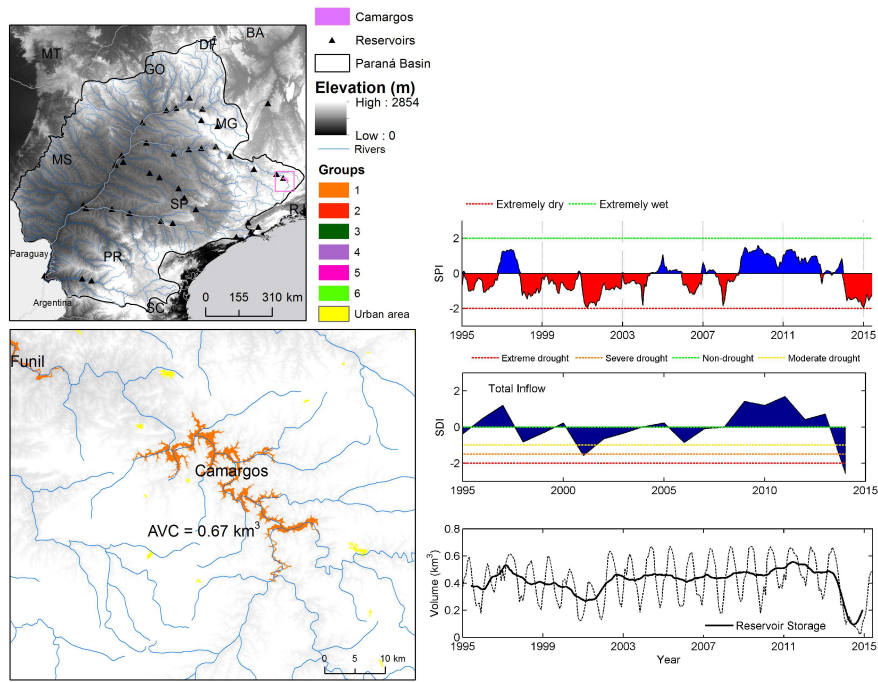 Camargos
Reservoirs
Paraná Basin
Elevation (m)
High : 2854
Low : 0
Rivers
Groups
1
2
3
4
5
6
Urban area
BA
DF
MT
GO
MG
MS
SP
R
PR
SC
Paraguay
Argentina
0 155 310 km
Funil
Camargos
AVC = 0.67 km³
0 5 10 km
Extremely dry Extremely wet
SPI
2
0
-2
1995 1999 2003 2007 2011 2015
Extreme drought Severe drought Non-drought Moderate drought
Total Inflow
SDI
2
0
-2
1995 2000 2005 2010 2015
Volume (km³)
0.8
0.6
0.4
0.2
0
Reservoir Storage
1995 1999 2003 2007 2011 2015
Year